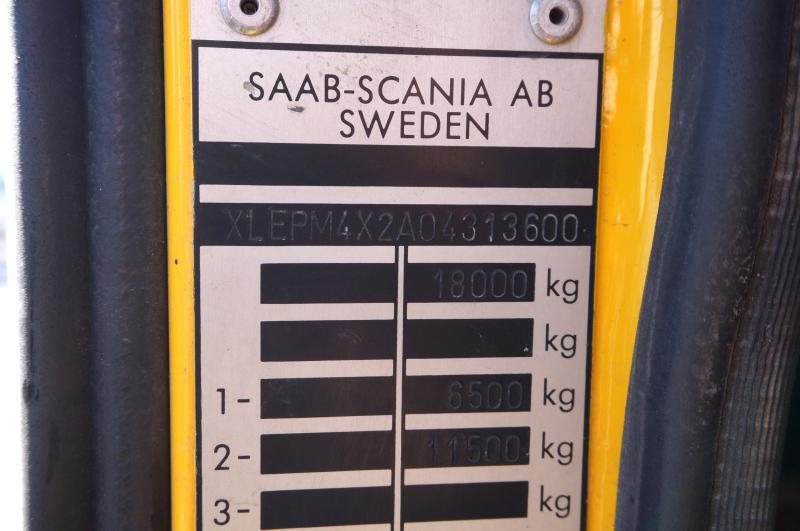 SAAB-SCANIA AB
SWEDEN
XLEPM4X2A04313600
18000 kg
kg
1- 6500 kg
2- 11500 kg
3- kg